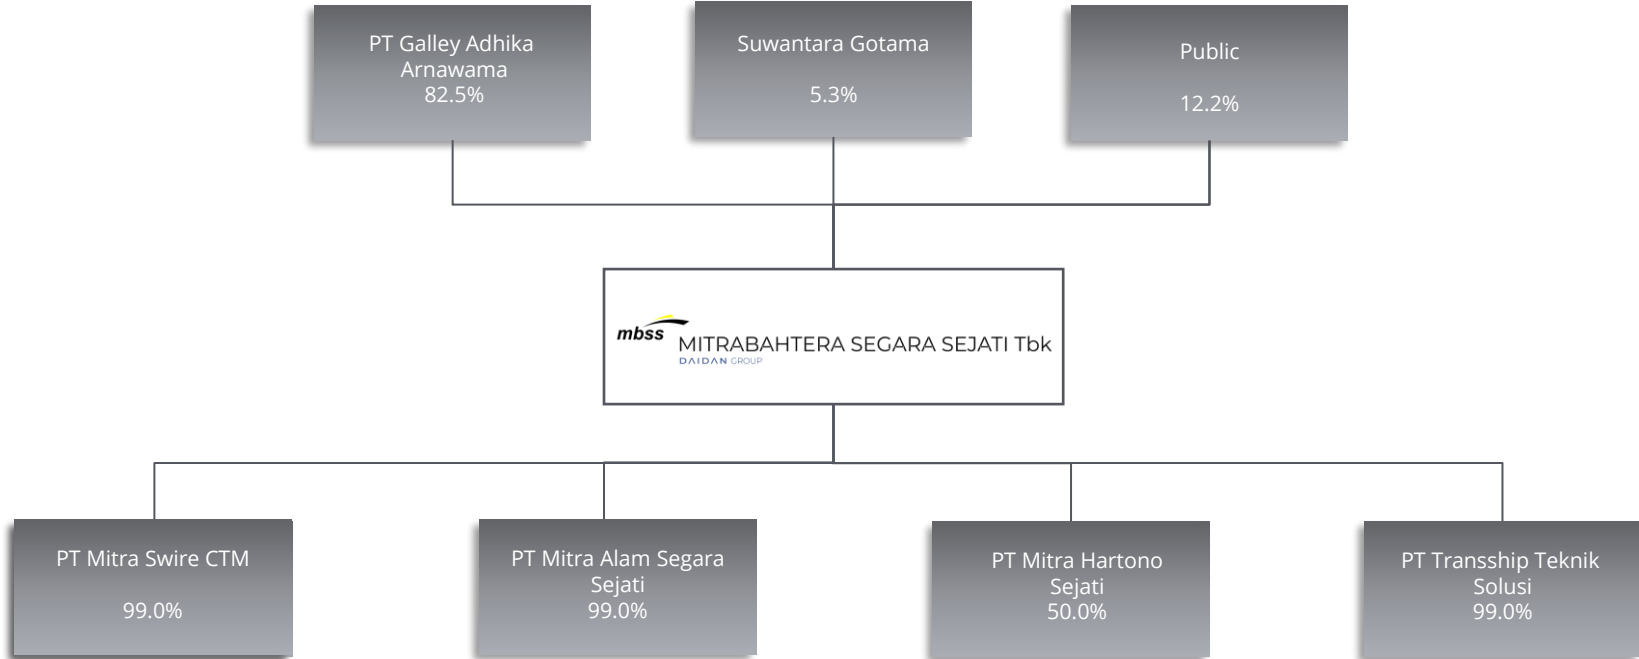 PT Galley Adhika
Arnawama
82.5%
Suwantara Gotama
5.3%
Public
12.2%
mbss
MITRABAHTERA SEGARA SEJATI Tbk
DAIDAN GROUP
PT Mitra Swire CTM
99.0%
PT Mitra Alam Segara
Sejati
99.0%
PT Mitra Hartono
Sejati
50.0%
PT Transship Teknik
Solusi
99.0%